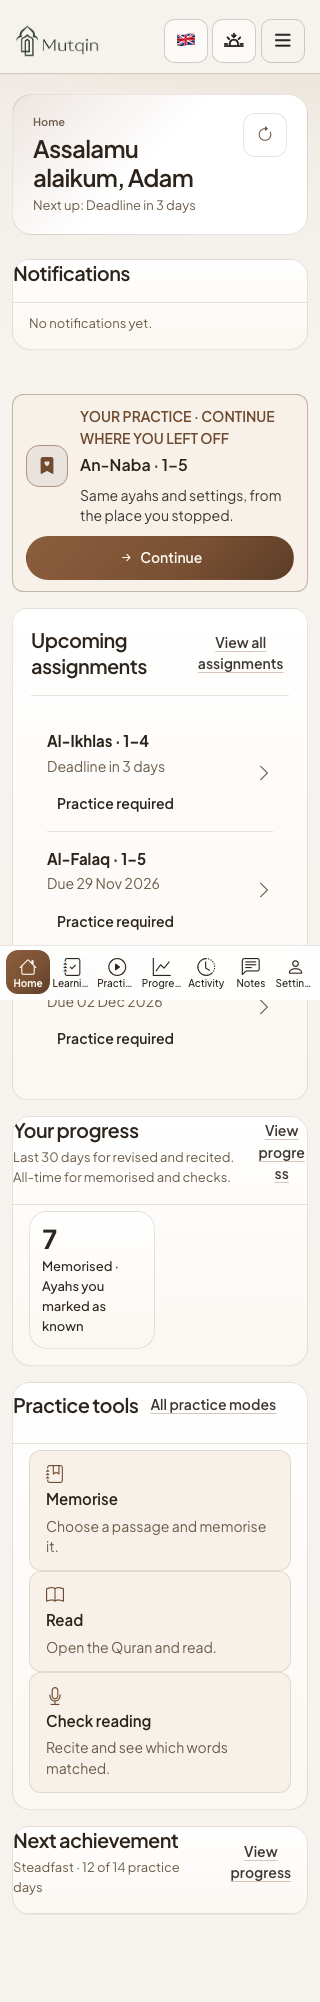 Mutqin
Home
Assalamu
alaikum, Adam
Next up: Deadline in 3 days
Notifications
No notifications yet.
YOUR PRACTICE · CONTINUE
WHERE YOU LEFT OFF
An-Naba · 1–5
Same ayahs and settings, from
the place you stopped.
→ Continue
Upcoming
assignments
View all
assignments
Al-Ikhlas · 1–4
Deadline in 3 days
Practice required
Al-Falaq · 1–5
Due 29 Nov 2026
Practice required
Home
Learni…
Practi…
Progre…
Activity
Notes
Settin…
Due 02 Dec 2026
Practice required
Your progress
Last 30 days for revised and recited.
All-time for memorised and checks.
View
progre
ss
7
Memorised ·
Ayahs you
marked as
known
Practice tools
All practice modes
Memorise
Choose a passage and memorise
it.
Read
Open the Quran and read.
Check reading
Recite and see which words
matched.
Next achievement
Steadfast · 12 of 14 practice
days
View
progress